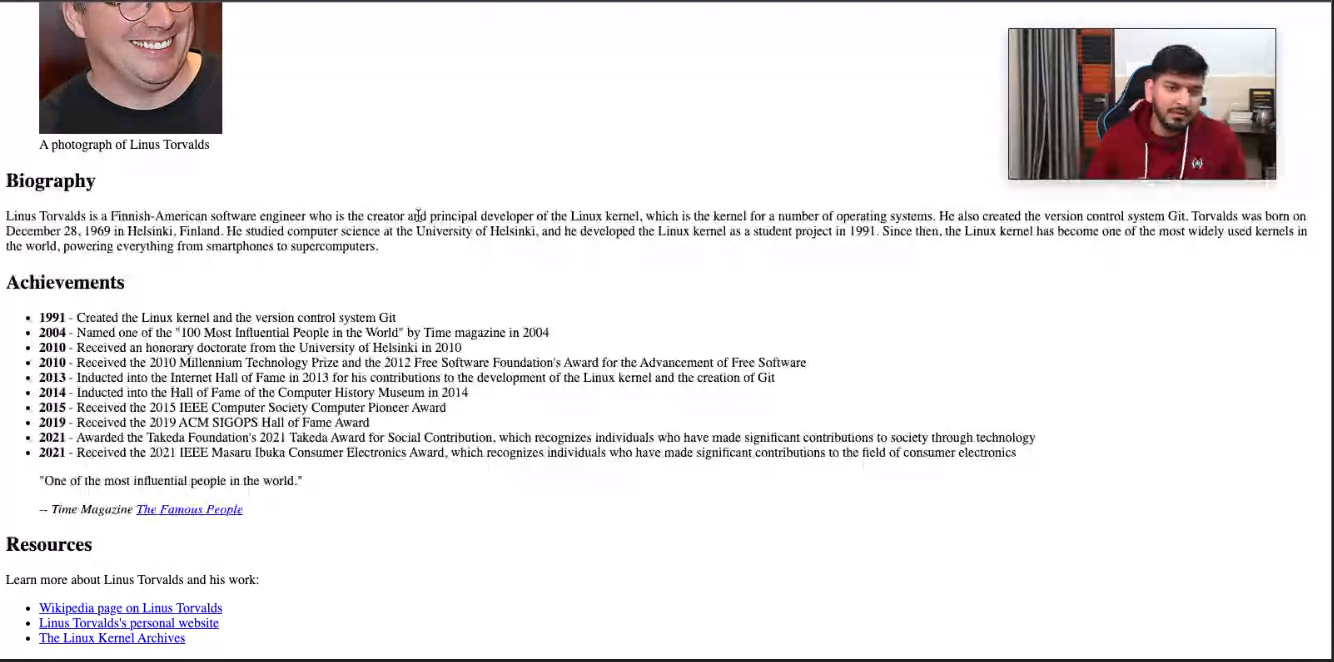 A photograph of Linus Torvalds
Biography
Linus Torvalds is a Finnish-American software engineer who is the creator and principal developer of the Linux kernel, which is the kernel for a number of operating systems. He also created the version control system Git. Torvalds was born on
December 28, 1969 in Helsinki, Finland. He studied computer science at the University of Helsinki, and he developed the Linux kernel as a student project in 1991. Since then, the Linux kernel has become one of the most widely used kernels in
the world, powering everything from smartphones to supercomputers.
Achievements
1991 - Created the Linux kernel and the version control system Git
2004 - Named one of the "100 Most Influential People in the World" by Time magazine in 2004
2010 - Received an honorary doctorate from the University of Helsinki in 2010
2010 - Received the 2010 Millennium Technology Prize and the 2012 Free Software Foundation's Award for the Advancement of Free Software
2013 - Inducted into the Internet Hall of Fame in 2013 for his contributions to the development of the Linux kernel and the creation of Git
2014 - Inducted into the Hall of Fame of the Computer History Museum in 2014
2015 - Received the 2015 IEEE Computer Society Computer Pioneer Award
2019 - Received the 2019 ACM SIGOPS Hall of Fame Award
2021 - Awarded the Takeda Foundation's 2021 Takeda Award for Social Contribution, which recognizes individuals who have made significant contributions to society through technology
2021 - Received the 2021 IEEE Masaru Ibuka Consumer Electronics Award, which recognizes individuals who have made significant contributions to the field of consumer electronics
"One of the most influential people in the world."
-- Time Magazine The Famous People
Resources
Learn more about Linus Torvalds and his work:
Wikipedia page on Linus Torvalds
Linus Torvalds's personal website
The Linux Kernel Archives